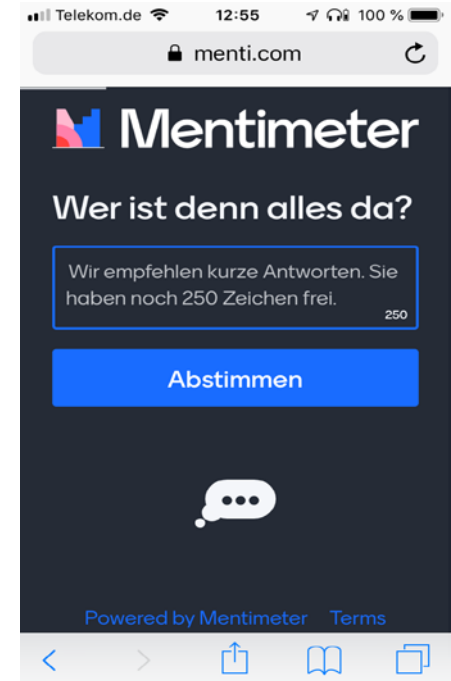 Telekom.de 12:55 100 %
menti.com
Mentimeter
Wer ist denn alles da?
Wir empfehlen kurze Antworten. Sie
haben noch 250 Zeichen frei.
250
Abstimmen
Powered by Mentimeter Terms